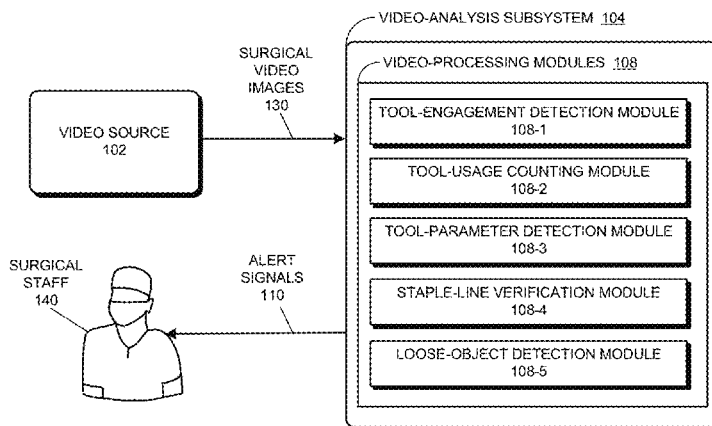 VIDEO-ANALYSIS SUBSYSTEM 104
VIDEO-PROCESSING MODULES 108
SURGICAL
VIDEO
IMAGES
130
VIDEO SOURCE
102
TOOL-ENGAGEMENT DETECTION MODULE
108-1
TOOL-USAGE COUNTING MODULE
108-2
TOOL-PARAMETER DETECTION MODULE
108-3
SURGICAL
STAFF
140
ALERT
SIGNALS
110
STAPLE-LINE VERIFICATION MODULE
108-4
LOOSE-OBJECT DETECTION MODULE
108-5